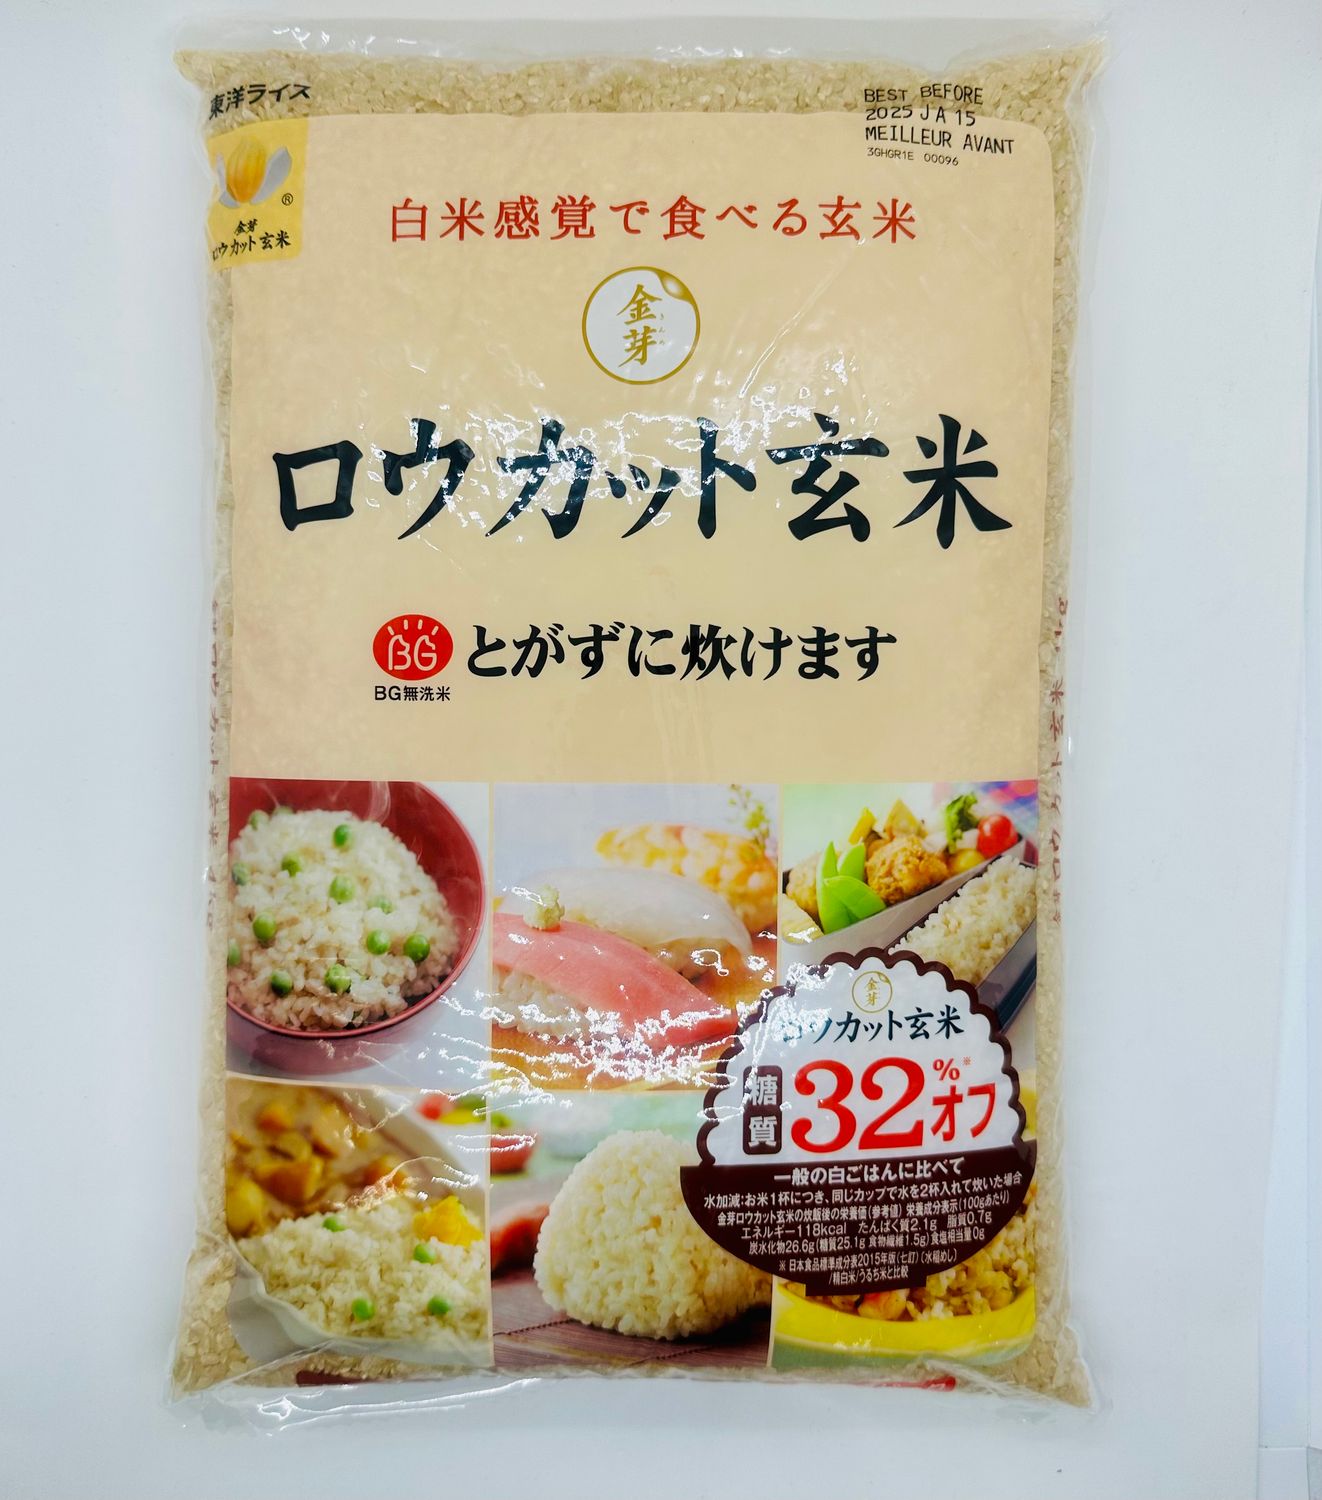 東洋ライス
BEST BEFORE
2025 JA 15
MEILLEUR AVANT
3GHGR1E 00096
®
金芽
ロウカット玄米
白米感覚で食べる玄米
金芽
きんめ
ロウカット玄米
BG
BG無洗米
とがずに炊けます
金芽
ロウカット玄米
糖質
32%※オフ
一般の白ごはんに比べて
水加減:お米1杯につき、同じカップで水を2杯入れて炊いた場合
金芽ロウカット玄米の炊飯後の栄養価(参考値) 栄養成分表示(100gあたり)
エネルギー118kcal たんぱく質2.1g 脂質0.7g
炭水化物26.6g(糖質25.1g 食物繊維1.5g)食塩相当量0g
※ 日本食品標準成分表2015年版(七訂)(水稲めし)
/精白米/うるち米と比較